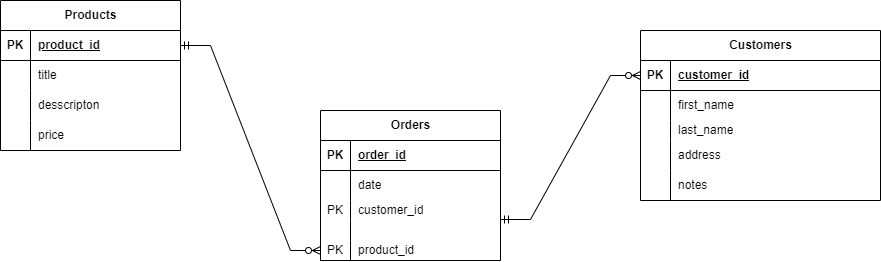 Products
PK product_id
title
desscripton
price
Orders
PK order_id
date
PK customer_id
PK product_id
Customers
PK customer_id
first_name
last_name
address
notes